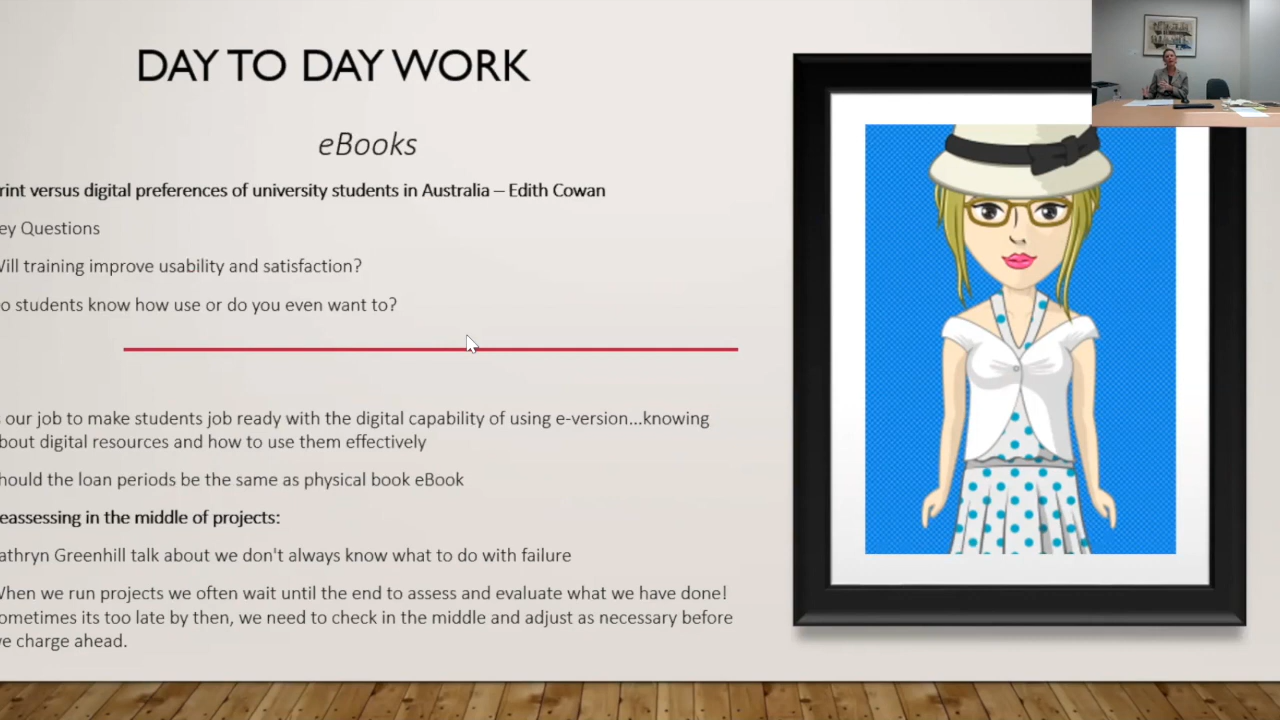 DAY TO DAY WORK
eBooks
rint versus digital preferences of university students in Australia – Edith Cowan
ey Questions
Will training improve usability and satisfaction?
o students know how use or do you even want to?
our job to make students job ready with the digital capability of using e-version...knowing
bout digital resources and how to use them effectively
hould the loan periods be the same as physical book eBook
eassessing in the middle of projects:
athryn Greenhill talk about we don't always know what to do with failure
When we run projects we often wait until the end to assess and evaluate what we have done!
ometimes its too late by then, we need to check in the middle and adjust as necessary before
we charge ahead.